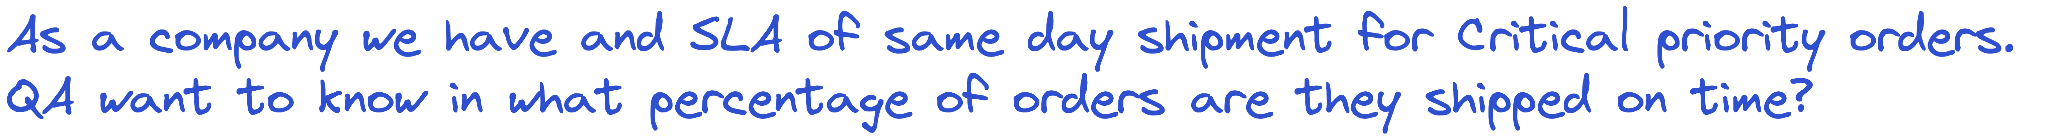 As a company we have and SLA of same day shipment for Critical priority orders.
QA want to know in what percentage of orders are they shipped on time?